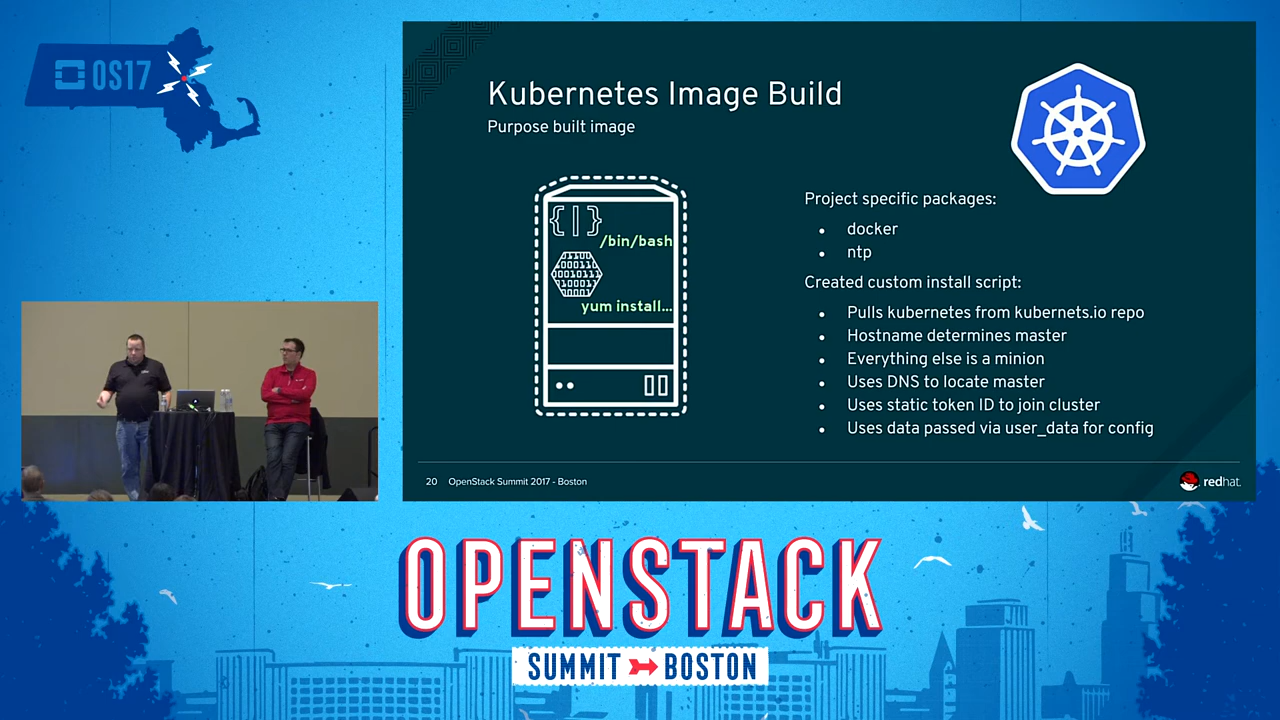 OS17
Kubernetes Image Build
Purpose built image
/bin/bash
yum install...
Project specific packages:
• docker
• ntp
Created custom install script:
• Pulls kubernetes from kubernets.io repo
• Hostname determines master
• Everything else is a minion
• Uses DNS to locate master
• Uses static token ID to join cluster
• Uses data passed via user_data for config
20 OpenStack Summit 2017 - Boston
redhat.
OPENSTACK
SUMMIT BOSTON